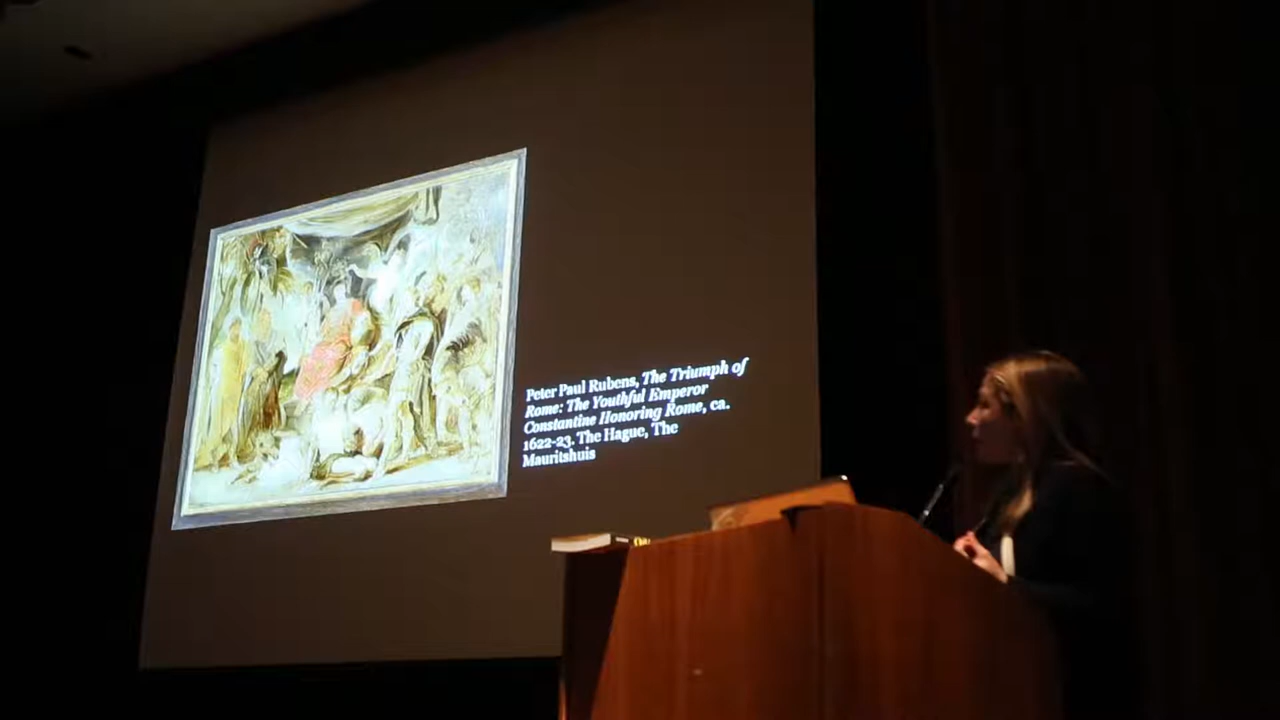 Peter Paul Rubens, The Triumph of
Rome: The Youthful Emperor
Constantine Honoring Rome, ca.
1622-23. The Hague, The
Mauritshuis